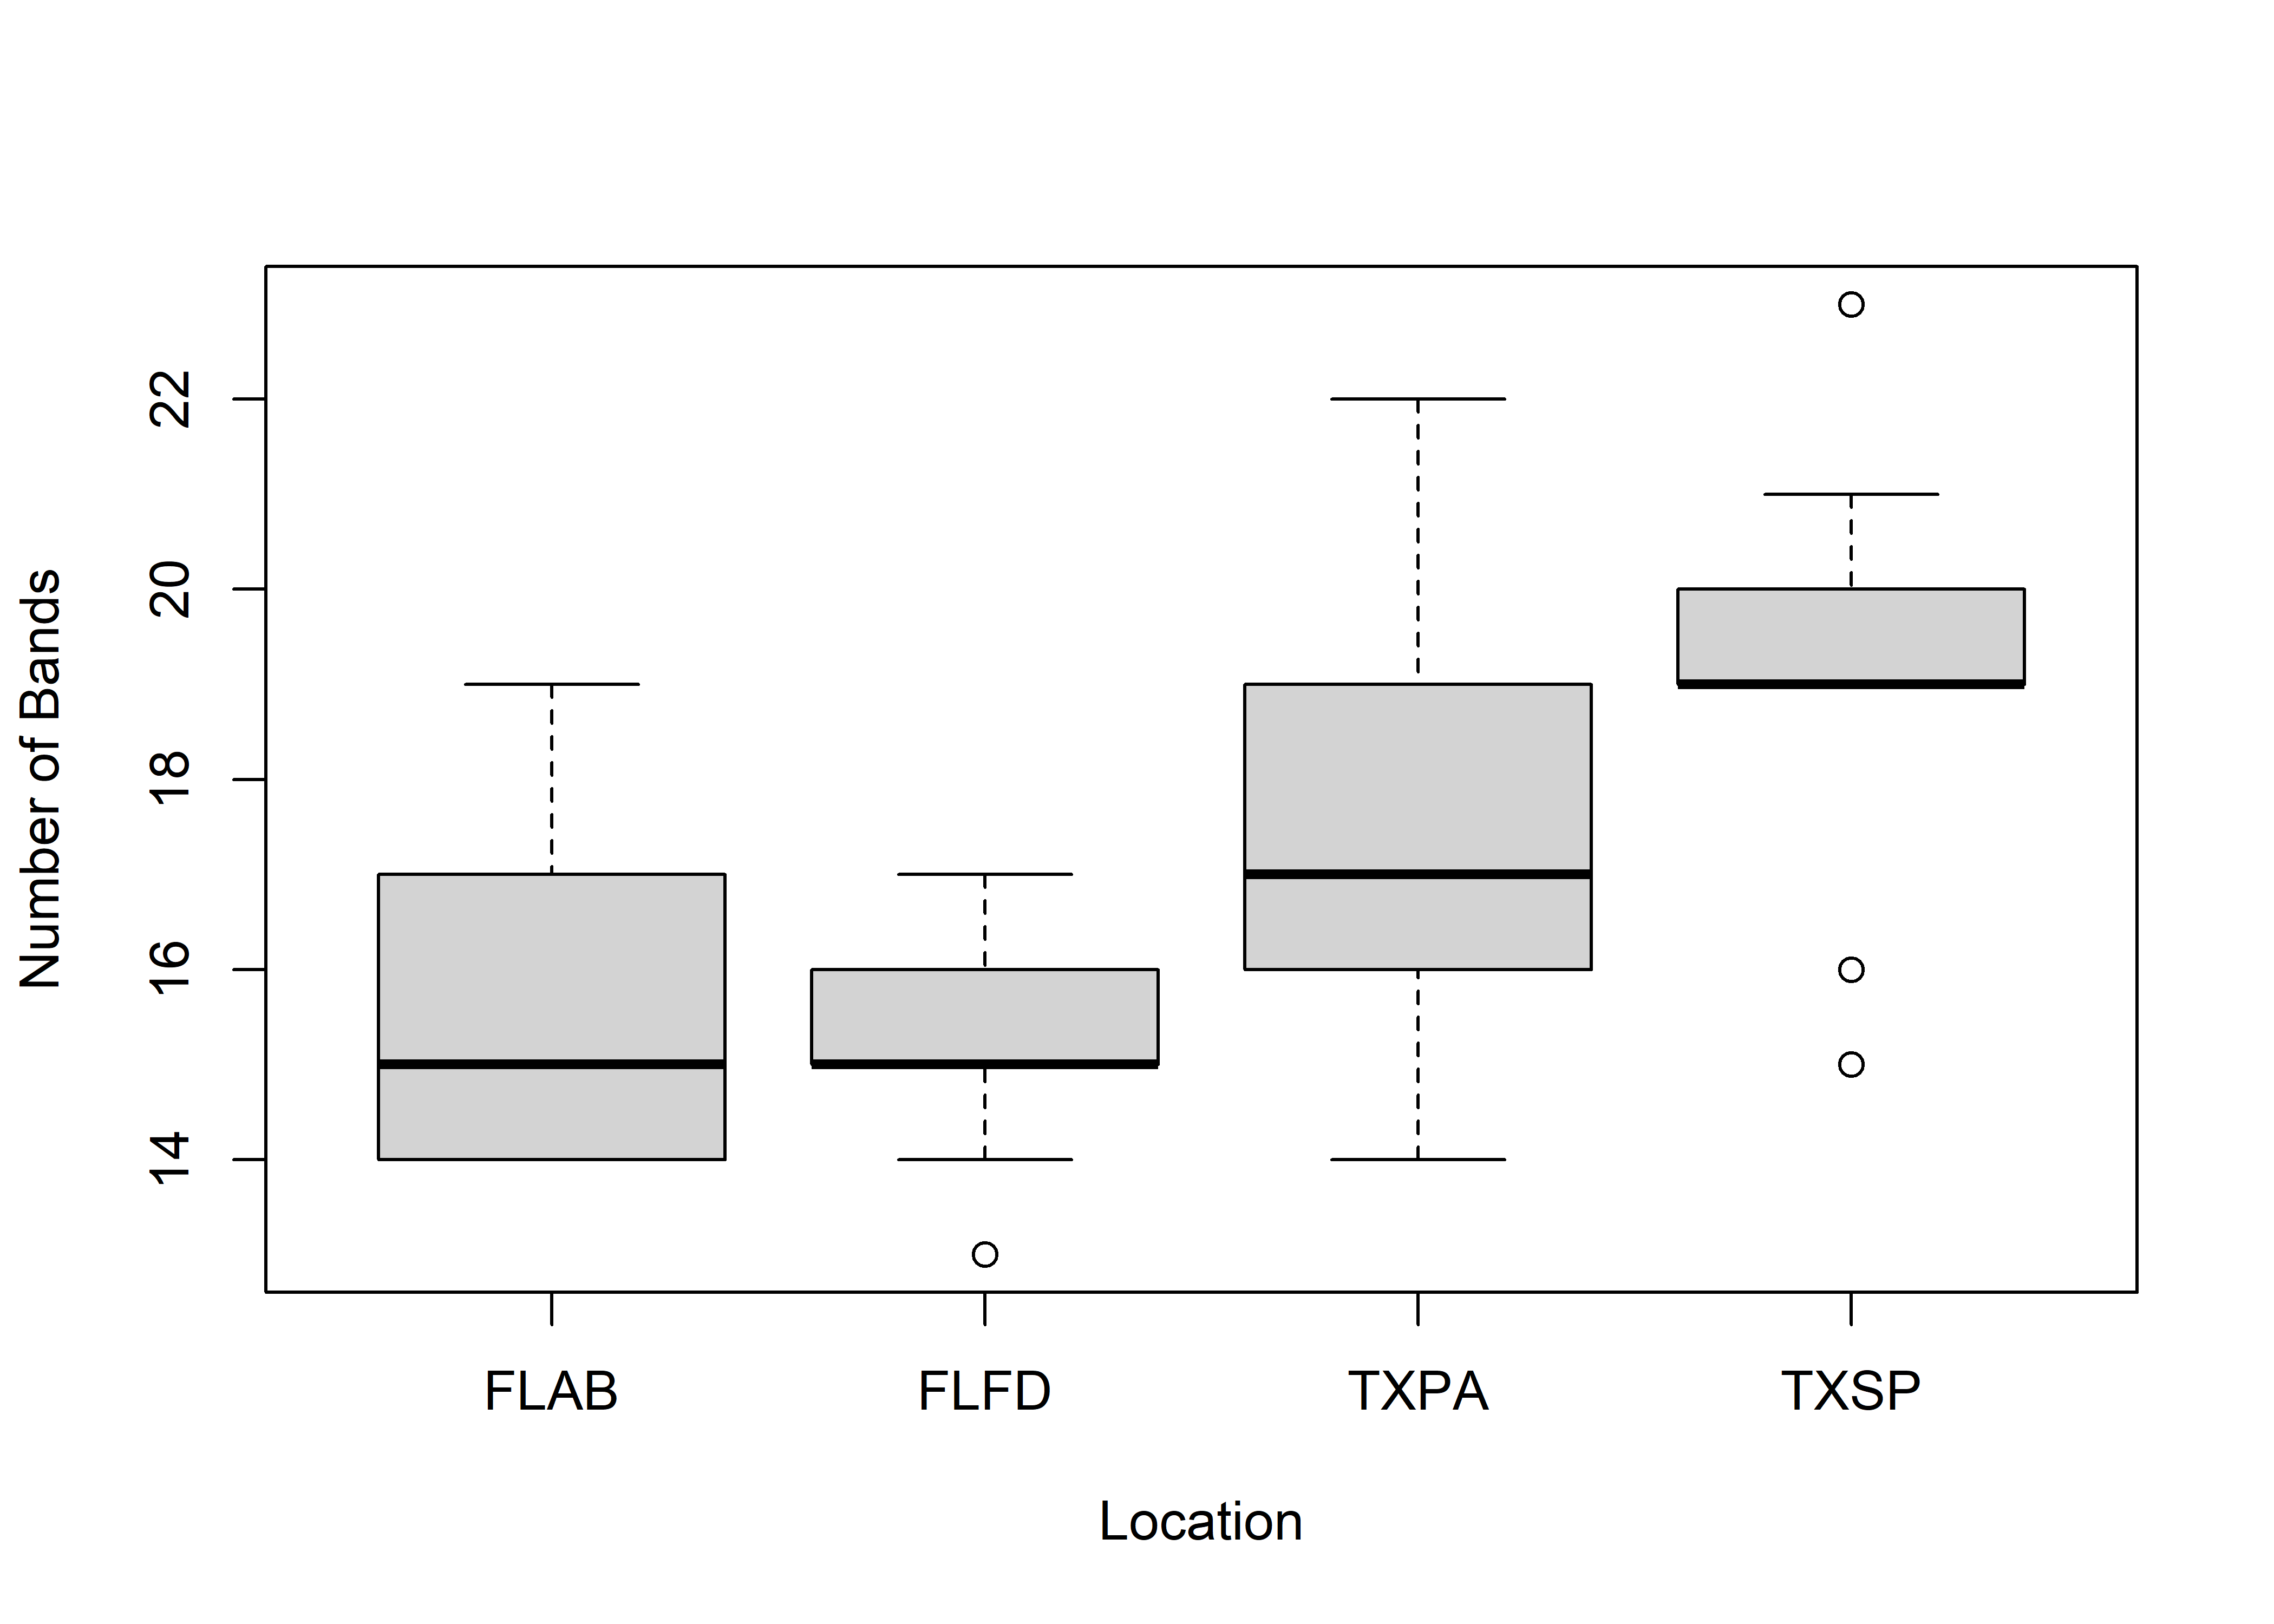 Number of Bands
22
20
18
16
14
FLAB FLFD TXPA TXSP
Location